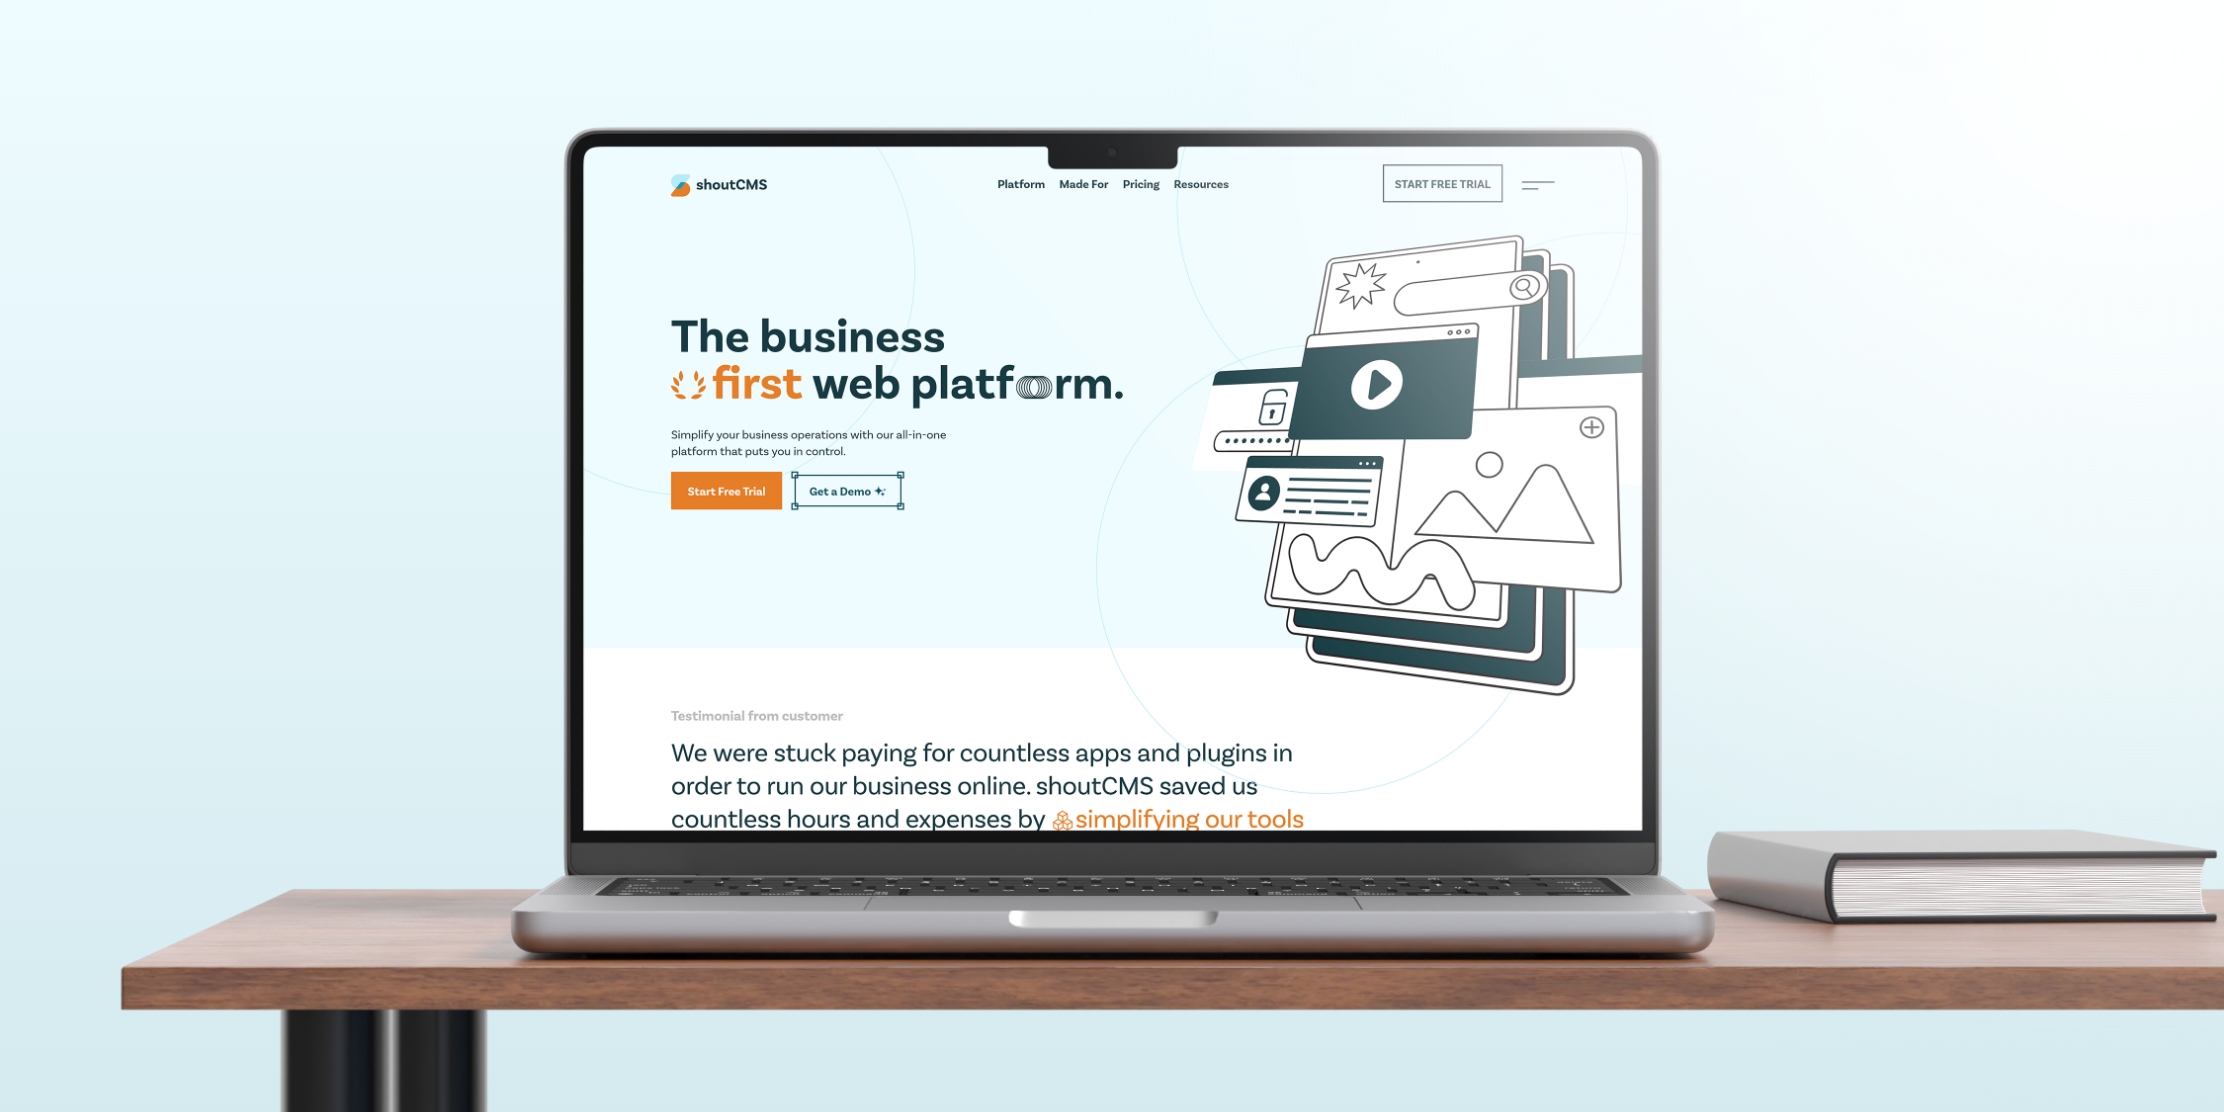 shoutCMS
Platform Made For Pricing Resources
START FREE TRIAL
The business
first web platform.
Simplify your business operations with our all-in-one
platform that puts you in control.
Start Free Trial
Get a Demo
Testimonial from customer
We were stuck paying for countless apps and plugins in
order to run our business online. shoutCMS saved us
countless hours and expenses by simplifying our tools